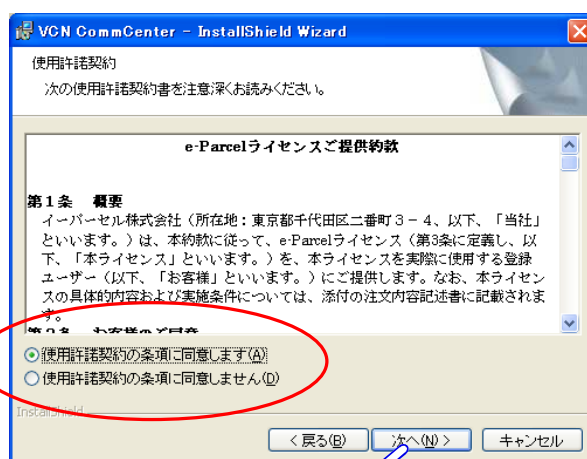 VCN CommCenter - InstallShield Wizard
使用許諾契約
次の使用許諾契約書を注意深くお読みください。
e-Parcelライセンスご提供約款
第1条 概要
イーパーセル株式会社（所在地：東京都千代田区二番町3-4、以下、「当社」
といいます。）は、本約款に従って、e-Parcelライセンス（第3条に定義し、以
下、「本ライセンス」といいます。）を、本ライセンスを実際に使用する登録
ユーザー（以下、「お客様」といいます。）にご提供します。なお、本ライセン
スの具体的内容および実施条件については、添付の注文内容記述書に記載されま
す。
第2条 お客様のご同意
使用許諾契約の条項に同意します(A)
使用許諾契約の条項に同意しません(D)
InstallShield
< 戻る(B)
次へ(N) >
キャンセル